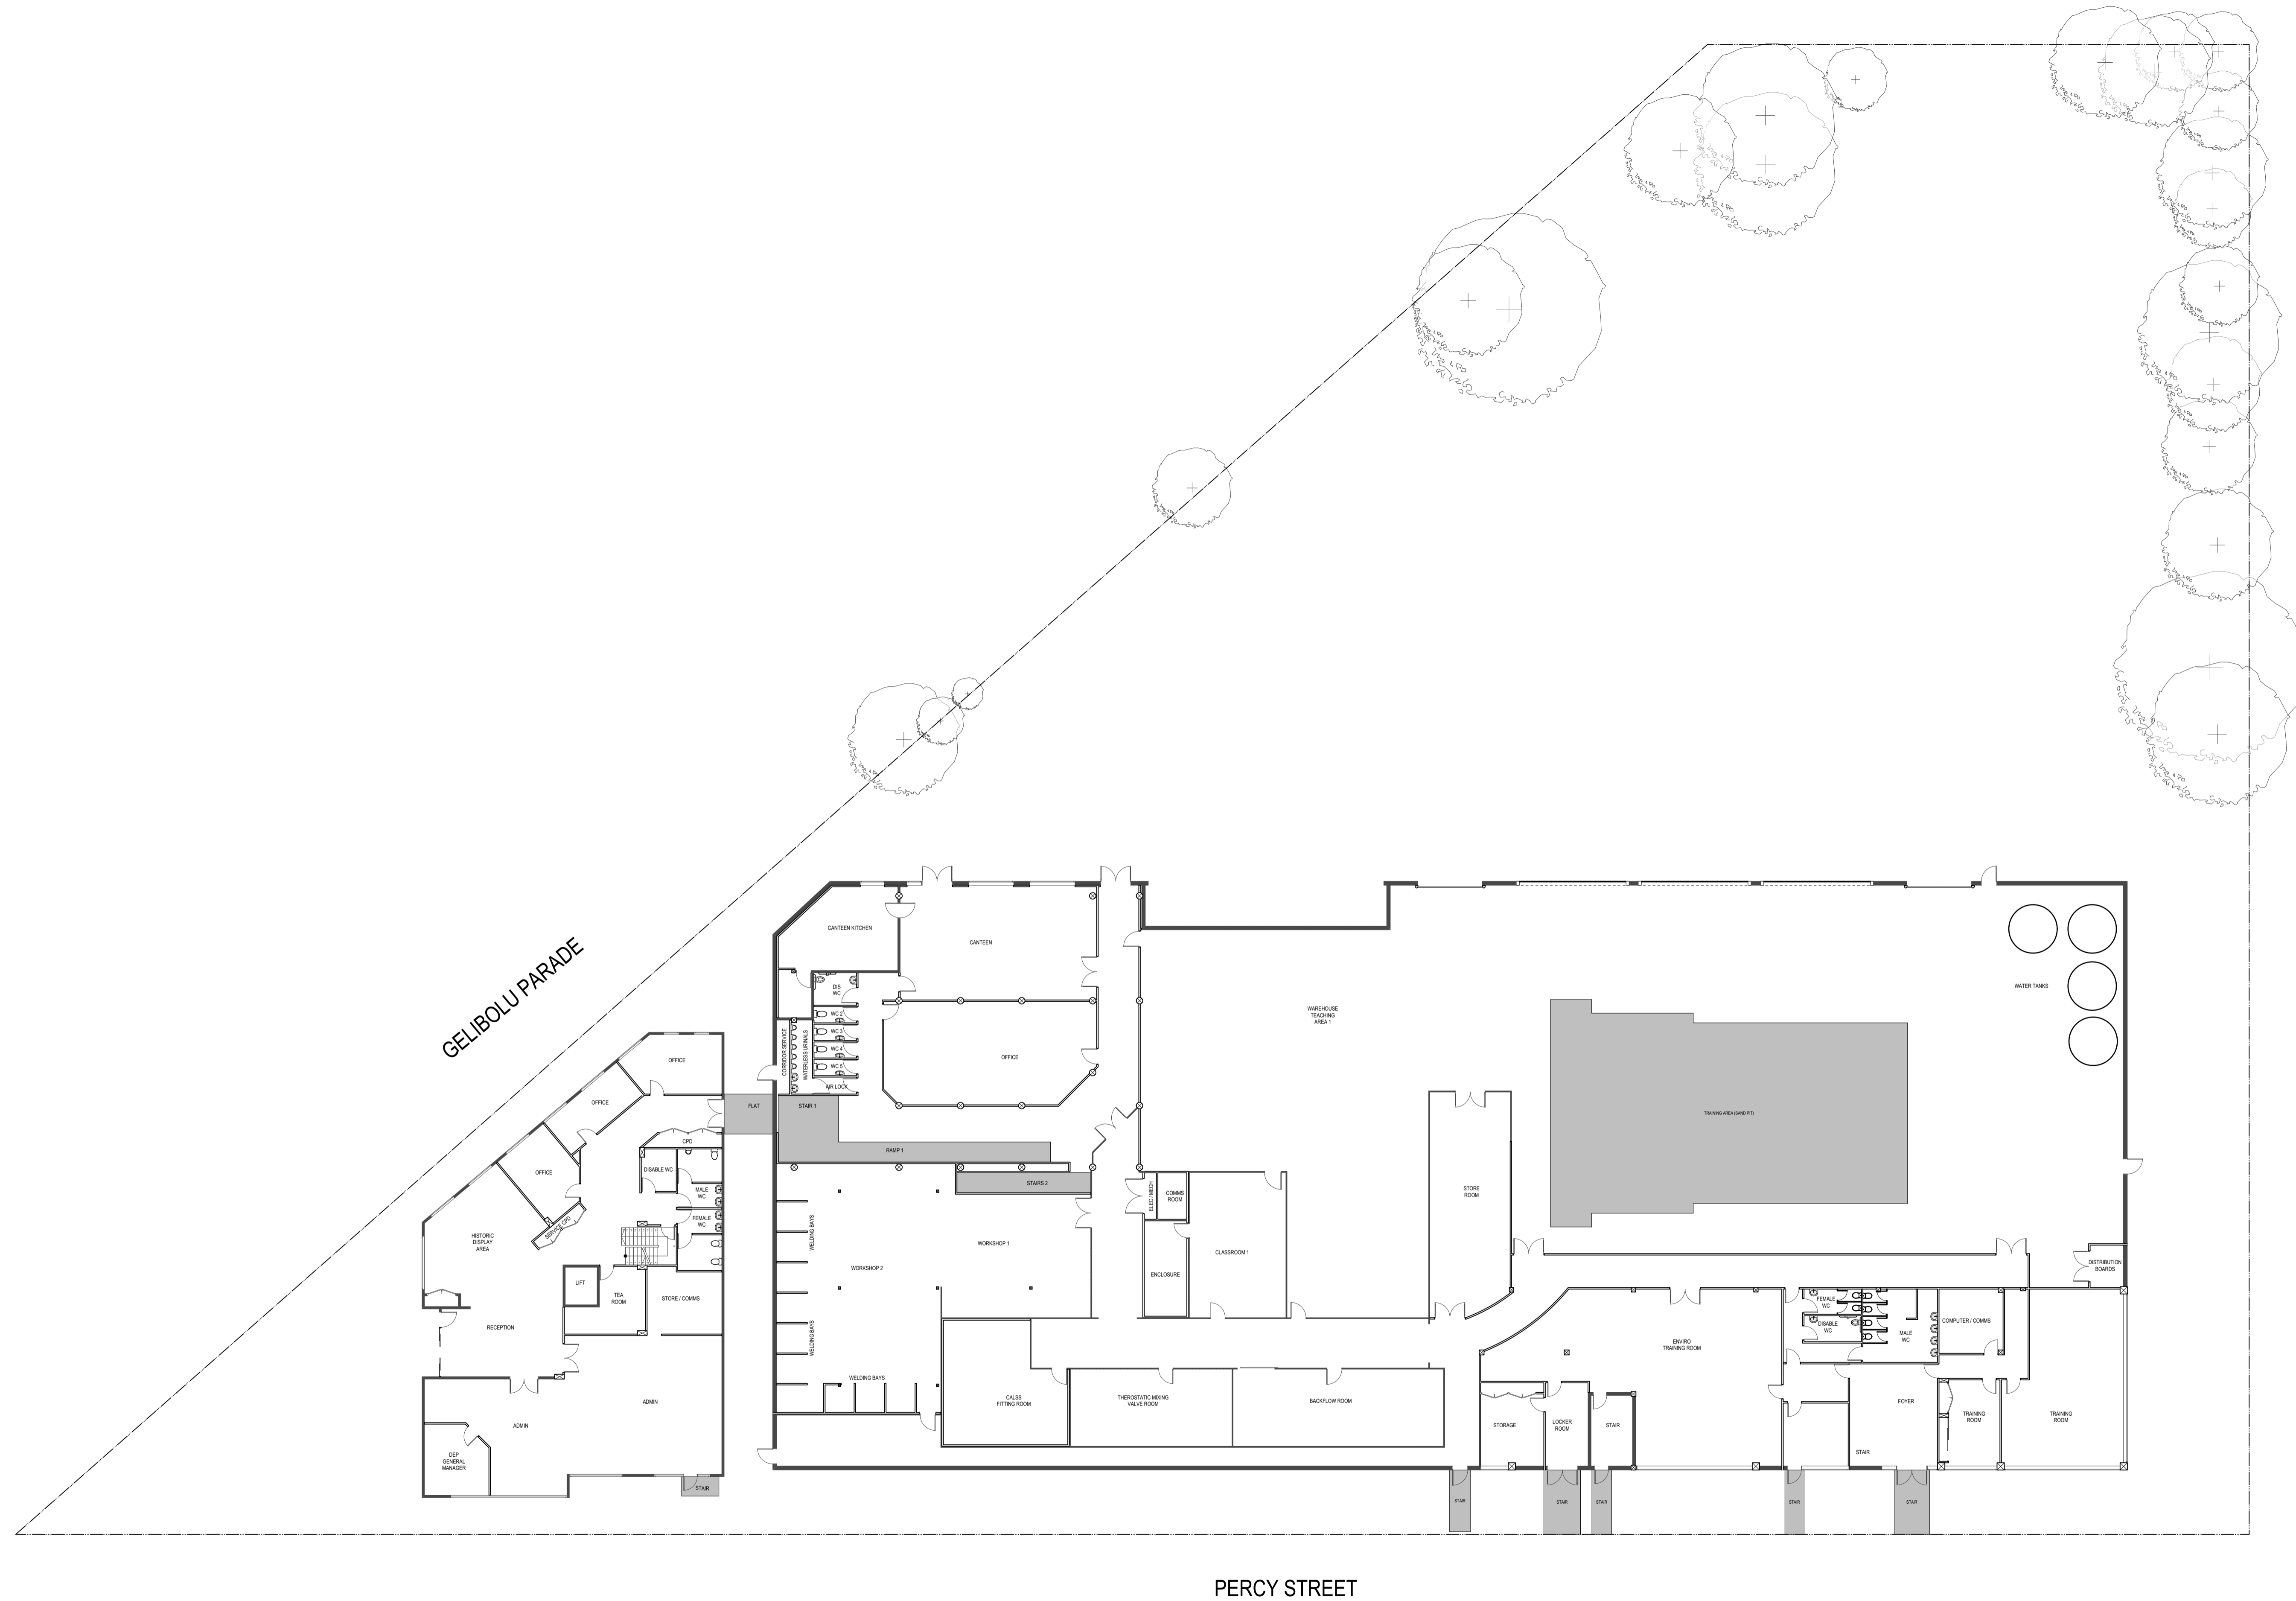 GELIBOLU PARADE
OFFICE
OFFICE
OFFICE
HISTORIC
DISPLAY
AREA
SERVICE CPD
CPD
DISABLE WC
MALE
WC
FEMALE
WC
LIFT
TEA
ROOM
STORE / COMMS
RECEPTION
ADMIN
ADMIN
DEP
GENERAL
MANAGER
STAIR
FLAT
CANTEEN KITCHEN
CANTEEN
DIS
WC
WC 2
WC 3
WC 4
WC 5
AIR LOCK
CORRIDOR SERVICE
WATERLESS URINALS
OFFICE
STAIR 1
RAMP 1
STAIRS 2
WELDING BAYS
WELDING BAYS
WELDING BAYS
WORKSHOP 2
WORKSHOP 1
CALSS
FITTING ROOM
THEROSTATIC MIXING
VALVE ROOM
BACKFLOW ROOM
ELEC / MECH
COMMS
ROOM
ENCLOSURE
CLASSROOM 1
WAREHOUSE
TEACHING
AREA 1
STORE
ROOM
TRAINING AREA (SAND PIT)
WATER TANKS
DISTRIBUTION
BOARDS
ENVIRO
TRAINING ROOM
FEMALE
WC
DISABLE
WC
MALE
WC
COMPUTER / COMMS
STORAGE
LOCKER
ROOM
STAIR
FOYER
STAIR
TRAINING
ROOM
TRAINING
ROOM
STAIR
STAIR
STAIR
STAIR
STAIR
PERCY STREET